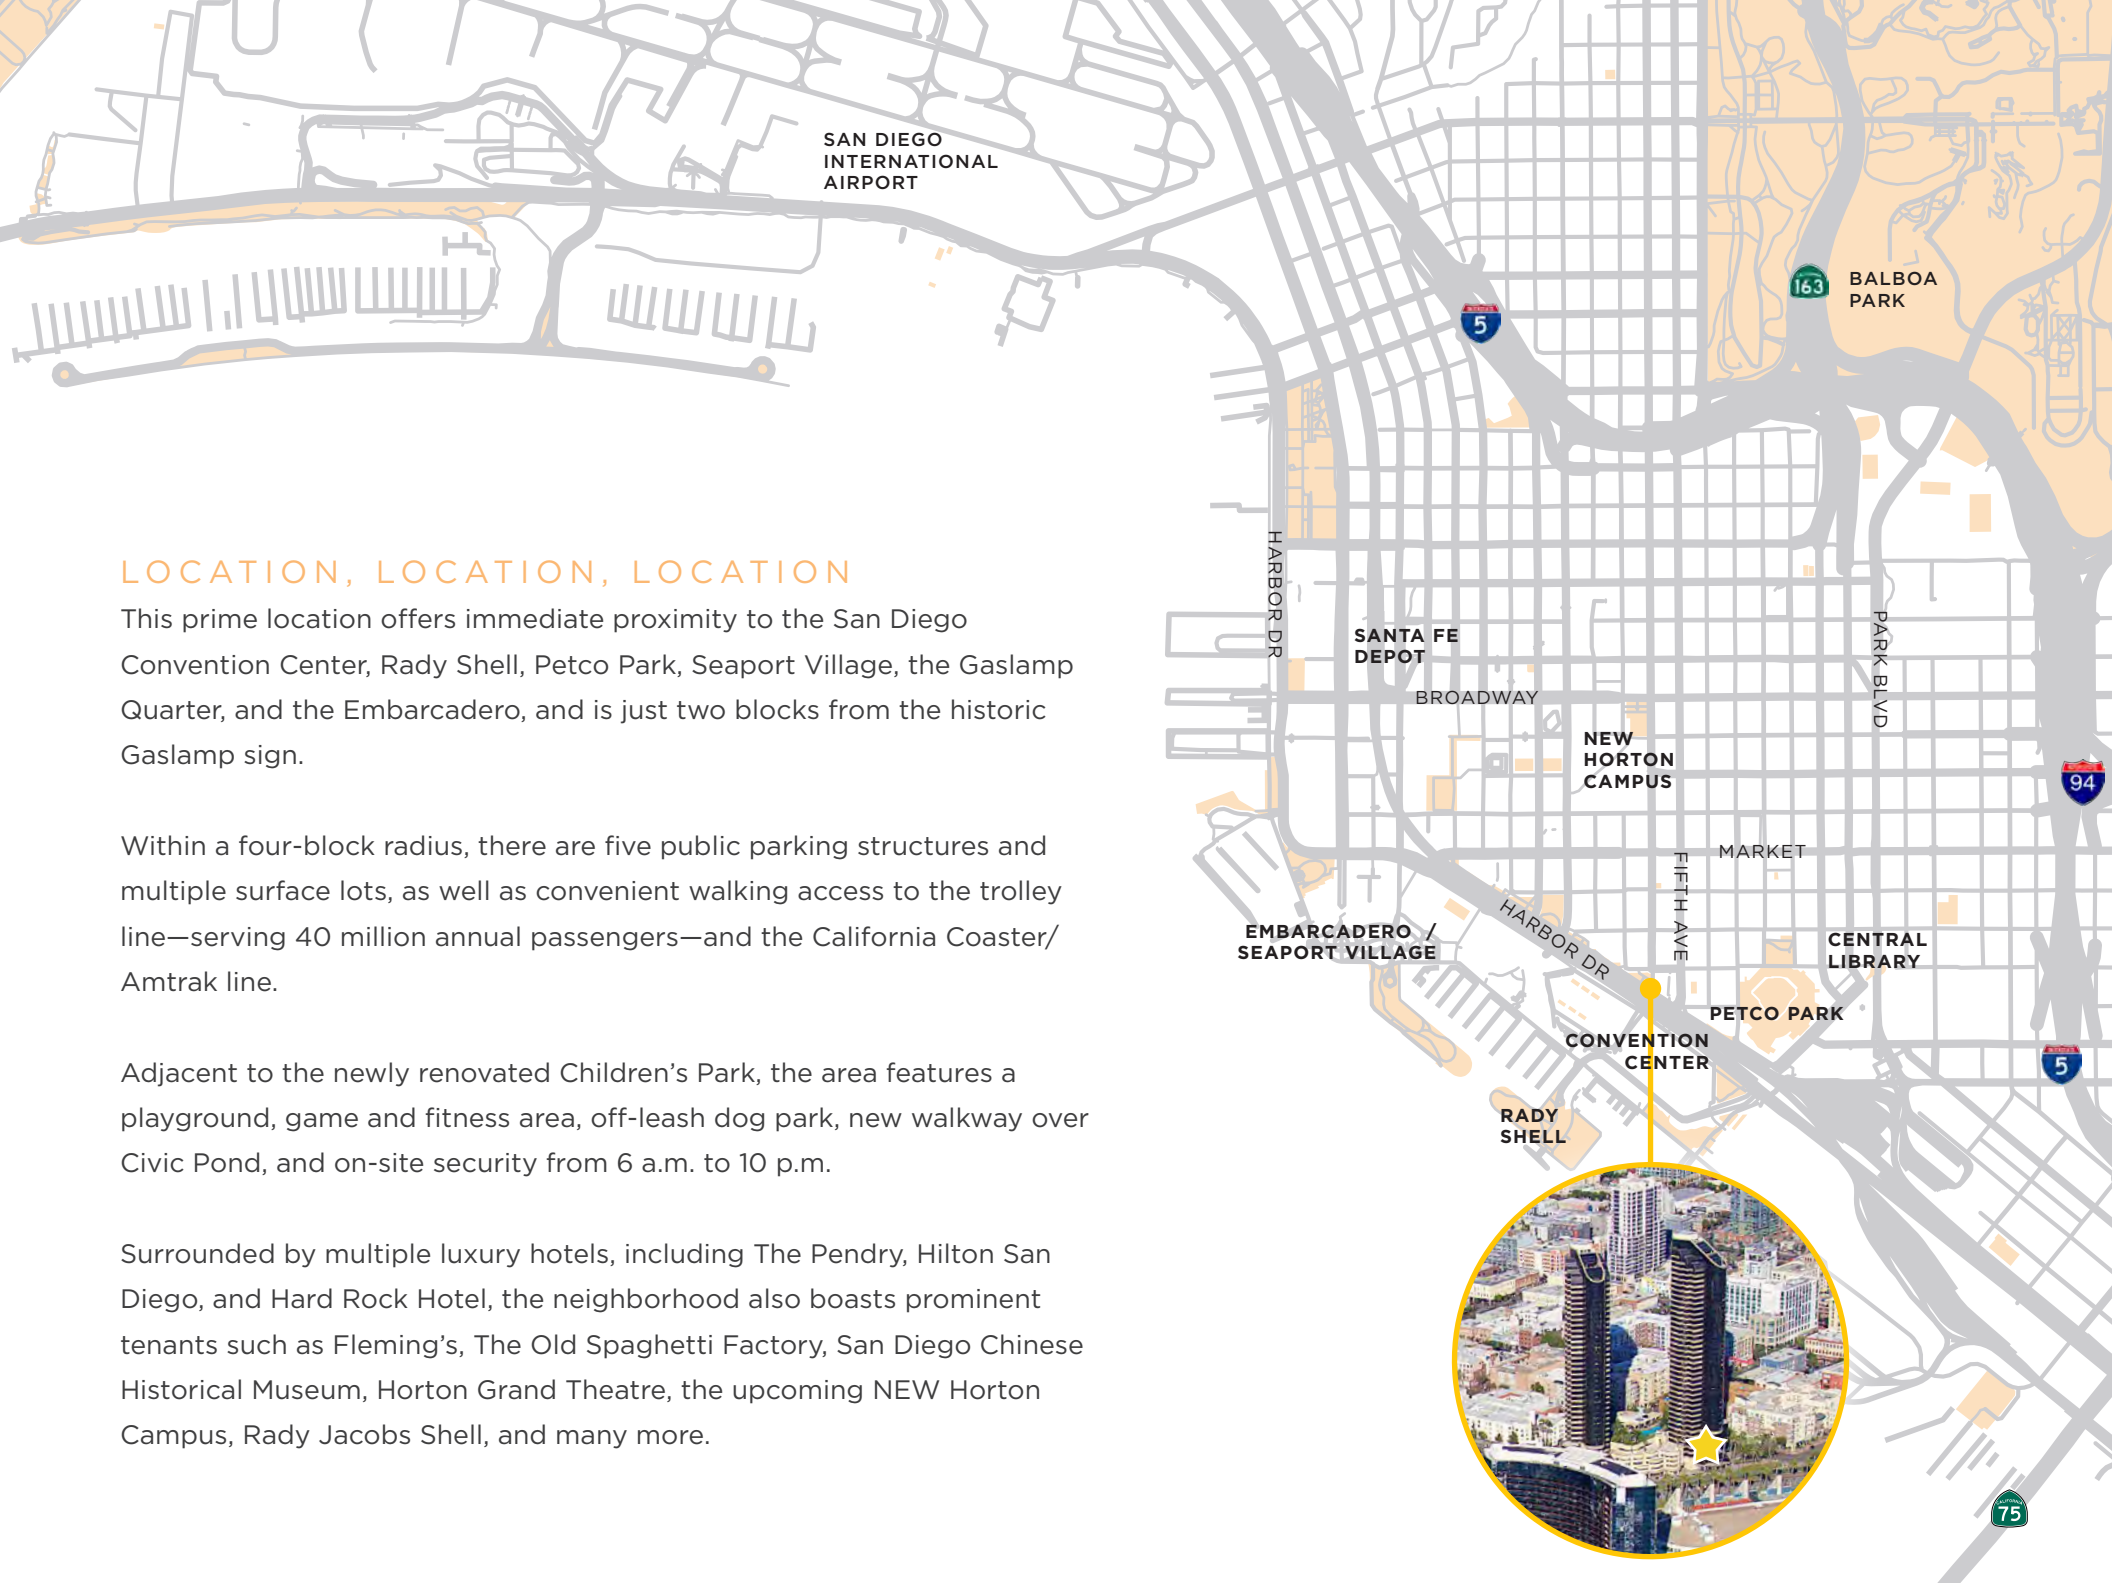 SAN DIEGO
INTERNATIONAL
AIRPORT
163
BALBOA
PARK
5
LOCATION, LOCATION, LOCATION
This prime location offers immediate proximity to the San Diego
Convention Center, Rady Shell, Petco Park, Seaport Village, the Gaslamp
Quarter, and the Embarcadero, and is just two blocks from the historic
Gaslamp sign.
Within a four-block radius, there are five public parking structures and
multiple surface lots, as well as convenient walking access to the trolley
line—serving 40 million annual passengers—and the California Coaster/
Amtrak line.
Adjacent to the newly renovated Children’s Park, the area features a
playground, game and fitness area, off-leash dog park, new walkway over
Civic Pond, and on-site security from 6 a.m. to 10 p.m.
Surrounded by multiple luxury hotels, including The Pendry, Hilton San
Diego, and Hard Rock Hotel, the neighborhood also boasts prominent
tenants such as Fleming’s, The Old Spaghetti Factory, San Diego Chinese
Historical Museum, Horton Grand Theatre, the upcoming NEW Horton
Campus, Rady Jacobs Shell, and many more.
HARBOR DR
SANTA FE
DEPOT
BROADWAY
PARK BLVD
NEW
HORTON
CAMPUS
94
MARKET
FIFTH AVE
HARBOR DR
EMBARCADERO /
SEAPORT VILLAGE
CENTRAL
LIBRARY
PETCO PARK
CONVENTION
CENTER
5
RADY
SHELL
75